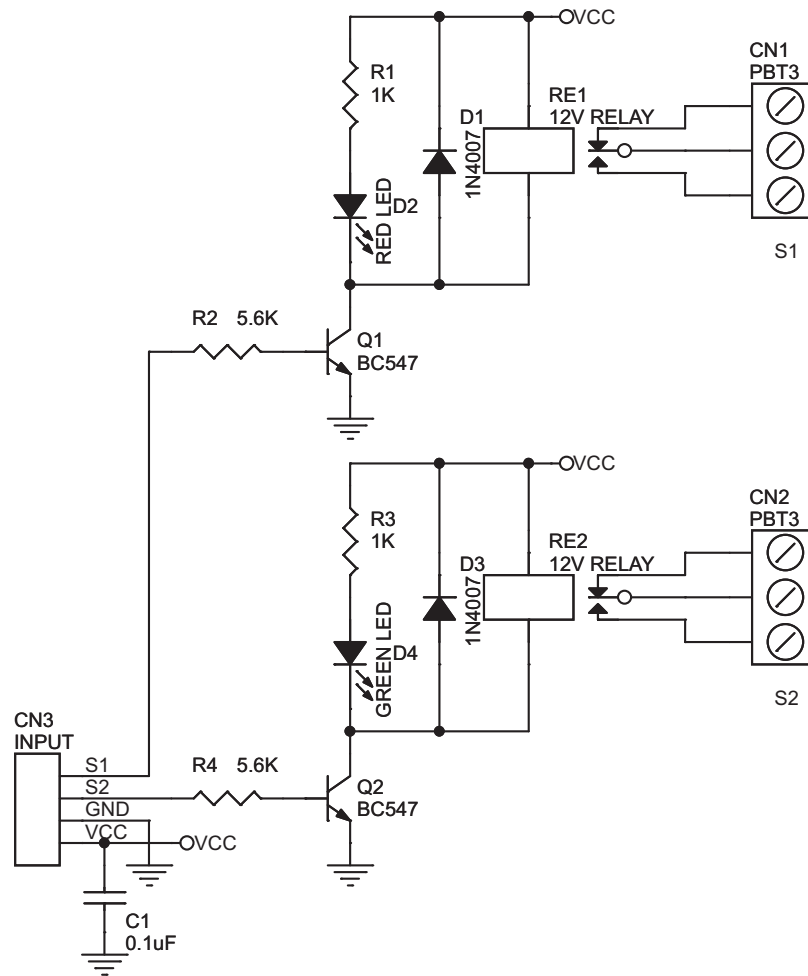 VCC
CN1
PBT3
R1
1K
RE1
12V RELAY
D1
1N4007
D2
RED LED
S1
R2 5.6K
Q1
BC547
VCC
CN2
PBT3
R3
1K
RE2
12V RELAY
D3
1N4007
D4
GREEN LED
S2
CN3
INPUT
S1
S2
GND
VCC
VCC
R4 5.6K
Q2
BC547
C1
0.1uF